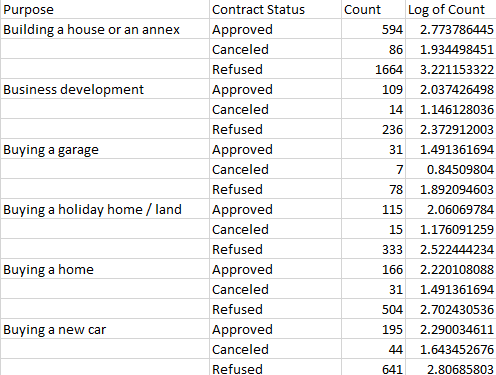 Purpose Contract Status Count Log of Count
Building a house or an annex Approved 594 2.773786445
Canceled 86 1.934498451
Refused 1664 3.221153322
Business development Approved 109 2.037426498
Canceled 14 1.146128036
Refused 236 2.372912003
Buying a garage Approved 31 1.491361694
Canceled 7 0.84509804
Refused 78 1.892094603
Buying a holiday home / land Approved 115 2.06069784
Canceled 15 1.176091259
Refused 333 2.522444234
Buying a home Approved 166 2.220108088
Canceled 31 1.491361694
Refused 504 2.702430536
Buying a new car Approved 195 2.290034611
Canceled 44 1.643452676
Refused 641 2.80685803